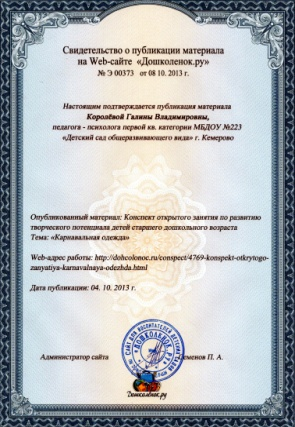 Свидетельство о публикации материала
на Web-сайте «Дошколенок.ру»
№ Э 00373 от 08 10. 2013 г.
Настоящим подтверждается публикация материала
Королёвой Галины Владимировны,
педагога - психолога первой кв. категории МБДОУ №223
«Детский сад общеразвивающего вида» г. Кемерово
Опубликованный материал: Конспект открытого занятия по развитию
творческого потенциала детей старшего дошкольного возраста
Тема: «Карнавальная одежда»
Web-адрес работы: http://dohcolonoc.ru/conspect/4769-konspekt-otkrytogo-
zanyatiya-karnavalnaya-odezhda.html
Дата публикации: 04. 10. 2013 г.
Администратор сайта
еменов П. А.
Дошколенок.ру